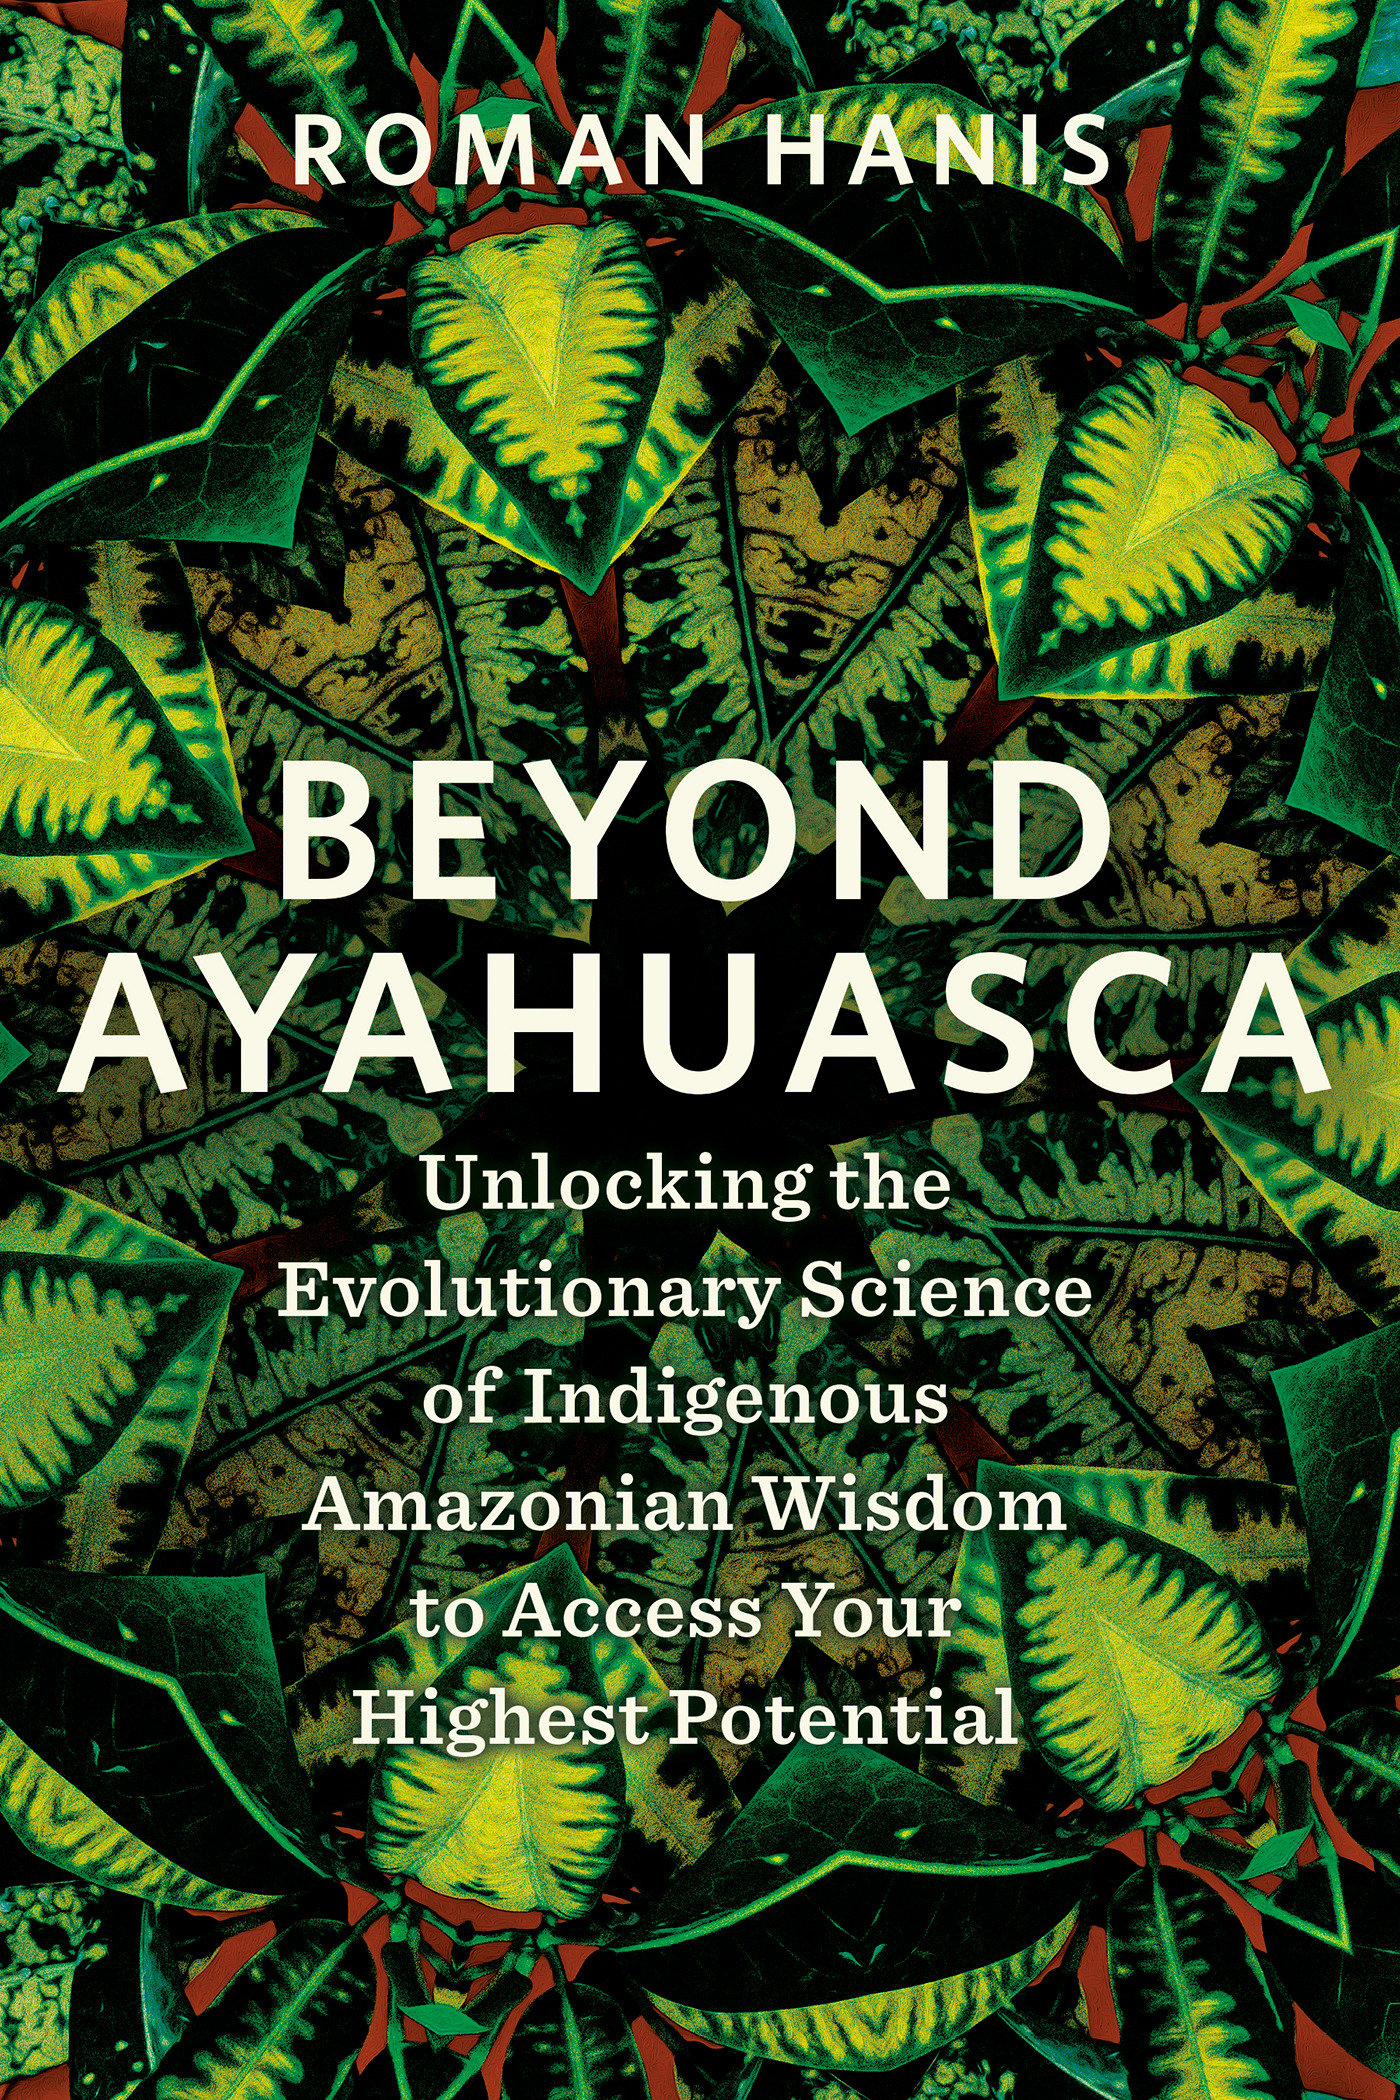 ROMAN HANIS
BEYOND
AYAHUASCA
Unlocking the
Evolutionary Science
of Indigenous
Amazonian Wisdom
to Access Your
Highest Potential